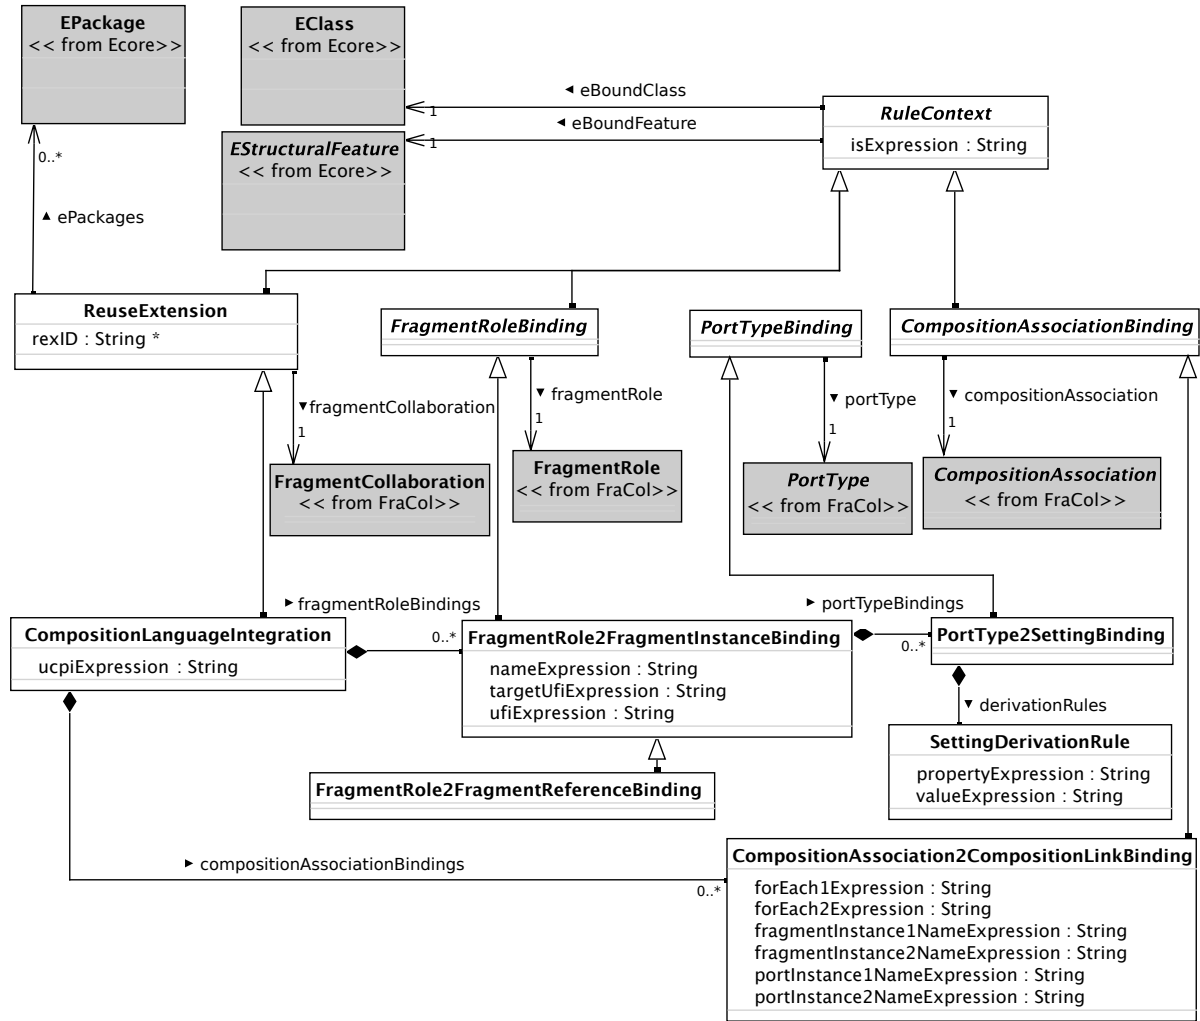 EPackage
<< from Ecore>>
EClass
<< from Ecore>>
◄ eBoundClass
1
RuleContext
isExpression : String
◄ eBoundFeature
1
EStructuralFeature
<< from Ecore>>
0..*
▲ ePackages
ReuseExtension
rexID : String *
FragmentRoleBinding
PortTypeBinding
CompositionAssociationBinding
▼fragmentCollaboration
1
▼ fragmentRole
1
▼ portType
1
▼ compositionAssociation
1
FragmentCollaboration
<< from FraCol>>
FragmentRole
<< from FraCol>>
PortType
<< from FraCol>>
CompositionAssociation
<< from FraCol>>
► fragmentRoleBindings
0..*
► portTypeBindings
0..*
CompositionLanguageIntegration
ucpiExpression : String
FragmentRole2FragmentInstanceBinding
nameExpression : String
targetUfiExpression : String
ufiExpression : String
PortType2SettingBinding
▼ derivationRules
SettingDerivationRule
propertyExpression : String
valueExpression : String
FragmentRole2FragmentReferenceBinding
► compositionAssociationBindings
0..*
CompositionAssociation2CompositionLinkBinding
forEach1Expression : String
forEach2Expression : String
fragmentInstance1NameExpression : String
fragmentInstance2NameExpression : String
portInstance1NameExpression : String
portInstance2NameExpression : String